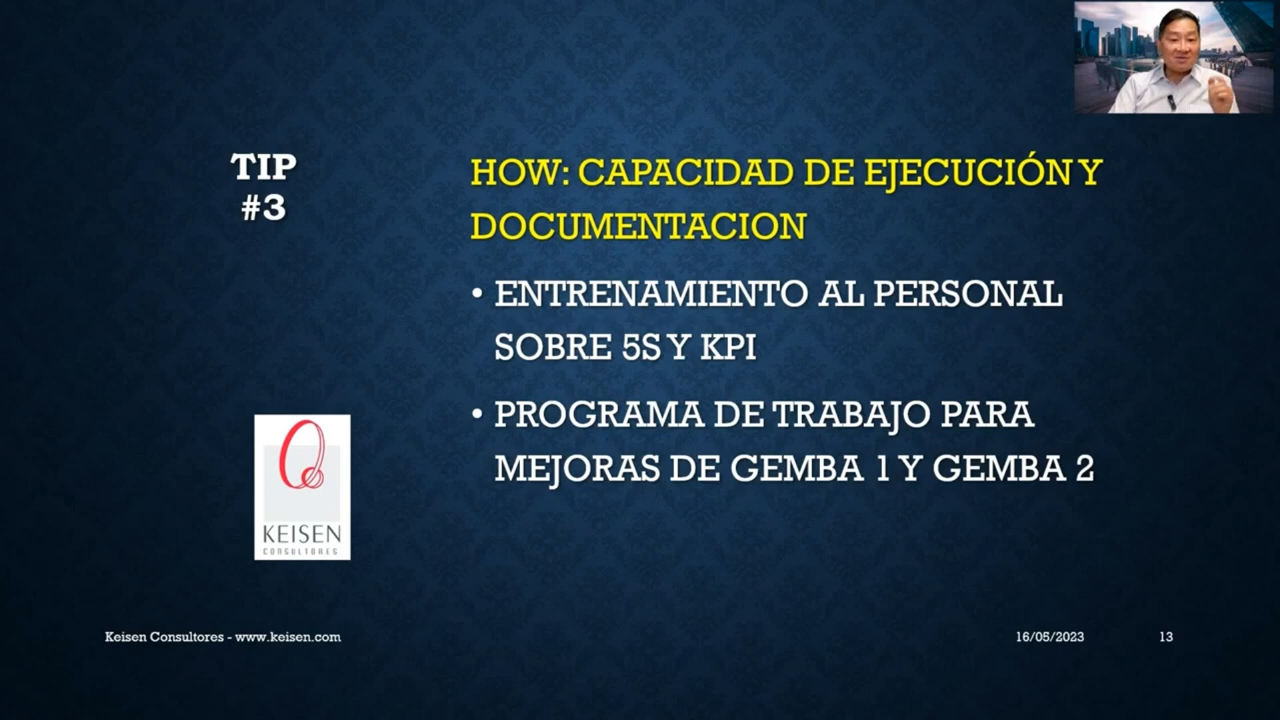 TIP
#3
HOW: CAPACIDAD DE EJECUCIÓN Y
DOCUMENTACION
• ENTRENAMIENTO AL PERSONAL
SOBRE 5S Y KPI
• PROGRAMA DE TRABAJO PARA
MEJORAS DE GEMBA 1 Y GEMBA 2
KEISEN
CONSULTORES
Keisen Consultores - www.keisen.com
16/05/2023
13